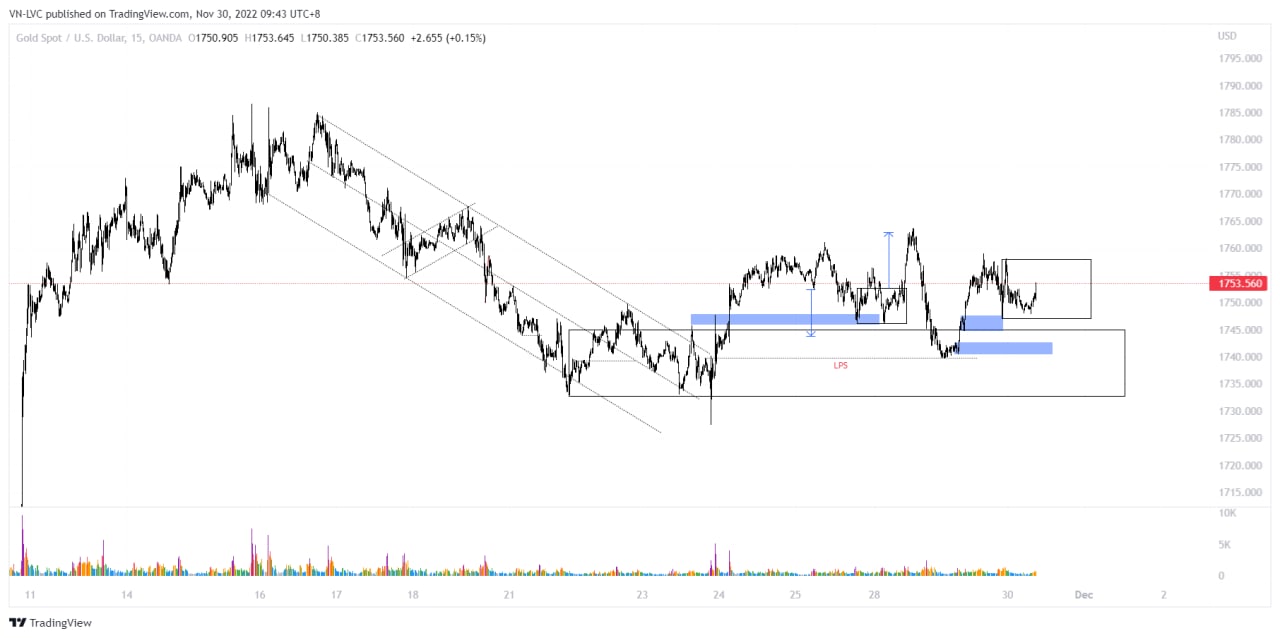 VN-LVC published on TradingView.com, Nov 30, 2022 09:43 UTC+8
Gold Spot / U.S. Dollar, 15, OANDA O1750.905 H1753.645 L1750.385 C1753.560 +2.655 (+0.15%)
USD
1795.000
1790.000
1785.000
1780.000
1775.000
1770.000
1765.000
1760.000
1755.000
1753.560
1750.000
1745.000
1740.000
LPS
1735.000
1730.000
1725.000
1720.000
1715.000
10K
5K
0
11 14 16 17 18 21 23 24 25 28 30 Dec 2
TradingView